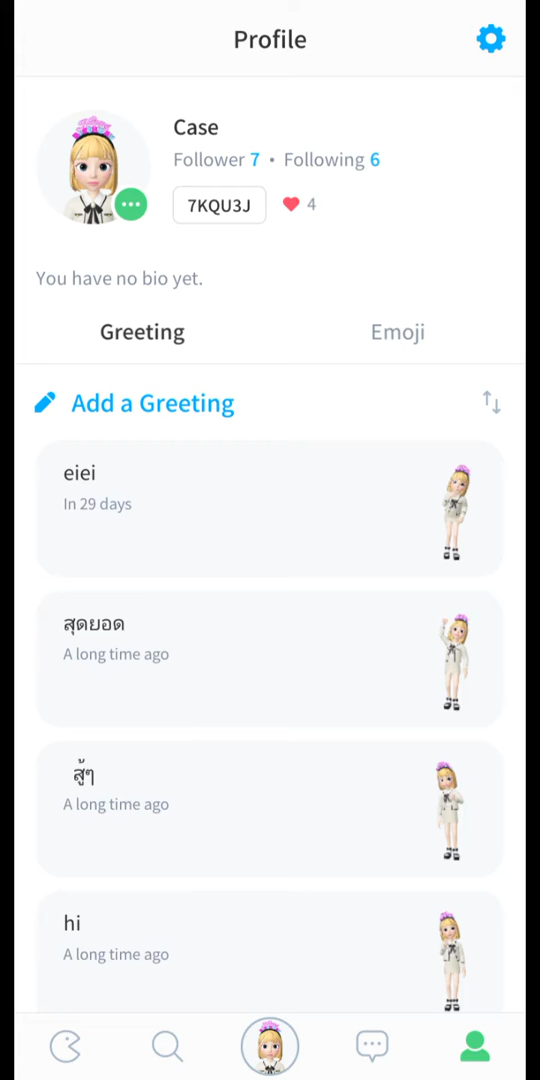 Profile
Case
Follower 7 • Following 6
7KQU3J
4
You have no bio yet.
Greeting
Emoji
Add a Greeting
eiei
In 29 days
สุดยอด
A long time ago
สู้ๆ
A long time ago
hi
A long time ago